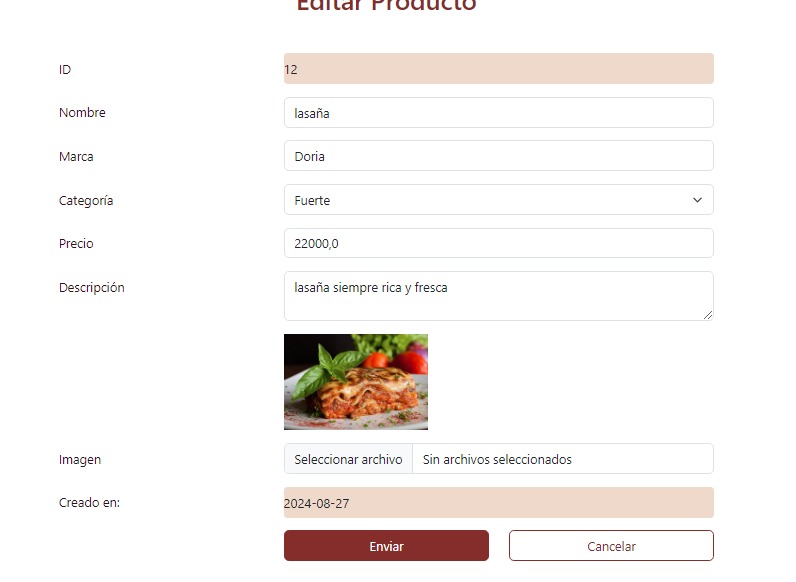 Editar Producto
ID
12
Nombre
lasaña
Marca
Doria
Categoría
Fuerte
Precio
22000,0
Descripción
lasaña siempre rica y fresca
Imagen
Seleccionar archivo Sin archivos seleccionados
Creado en:
2024-08-27
Enviar
Cancelar